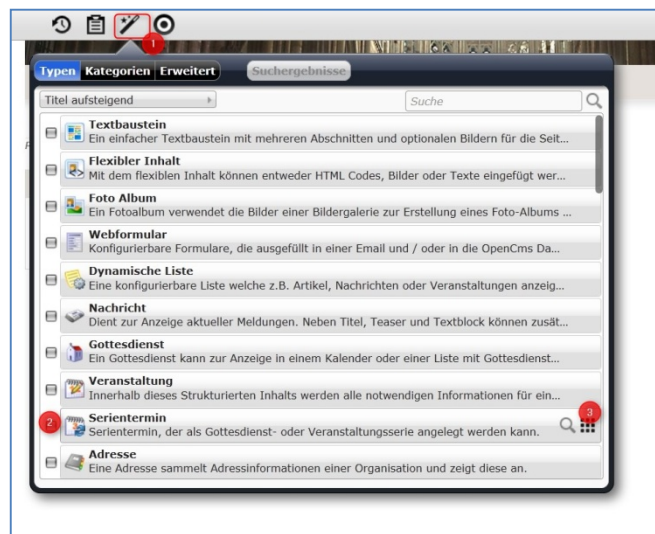 1
Typen Kategorien Erweitert Suchergebnisse
Titel aufsteigend Suche
Textbaustein
Ein einfacher Textbaustein mit mehreren Abschnitten und optionalen Bildern für die Seit...
Flexibler Inhalt
Mit dem flexiblen Inhalt können entweder HTML Codes, Bilder oder Texte eingefügt wer...
Foto Album
Ein Fotoalbum verwendet die Bilder einer Bildergalerie zur Erstellung eines Foto-Albums ...
Webformular
Konfigurierbare Formulare, die ausgefüllt in einer Email und / oder in die OpenCms Da...
Dynamische Liste
Eine konfigurierbare Liste welche z.B. Artikel, Nachrichten oder Veranstaltungen anzeig...
Nachricht
Dient zur Anzeige aktueller Meldungen. Neben Titel, Teaser und Textblock können zusät...
Gottesdienst
Ein Gottesdienst kann zur Anzeige in einem Kalender oder einer Liste mit Gottesdienst...
Veranstaltung
Innerhalb dieses Strukturierten Inhalts werden alle notwendigen Informationen für ein...
2 Serientermin 3
Serientermin, der als Gottesdienst- oder Veranstaltungsserie angelegt werden kann.
Adresse
Eine Adresse sammelt Adressinformationen einer Organisation und zeigt diese an.